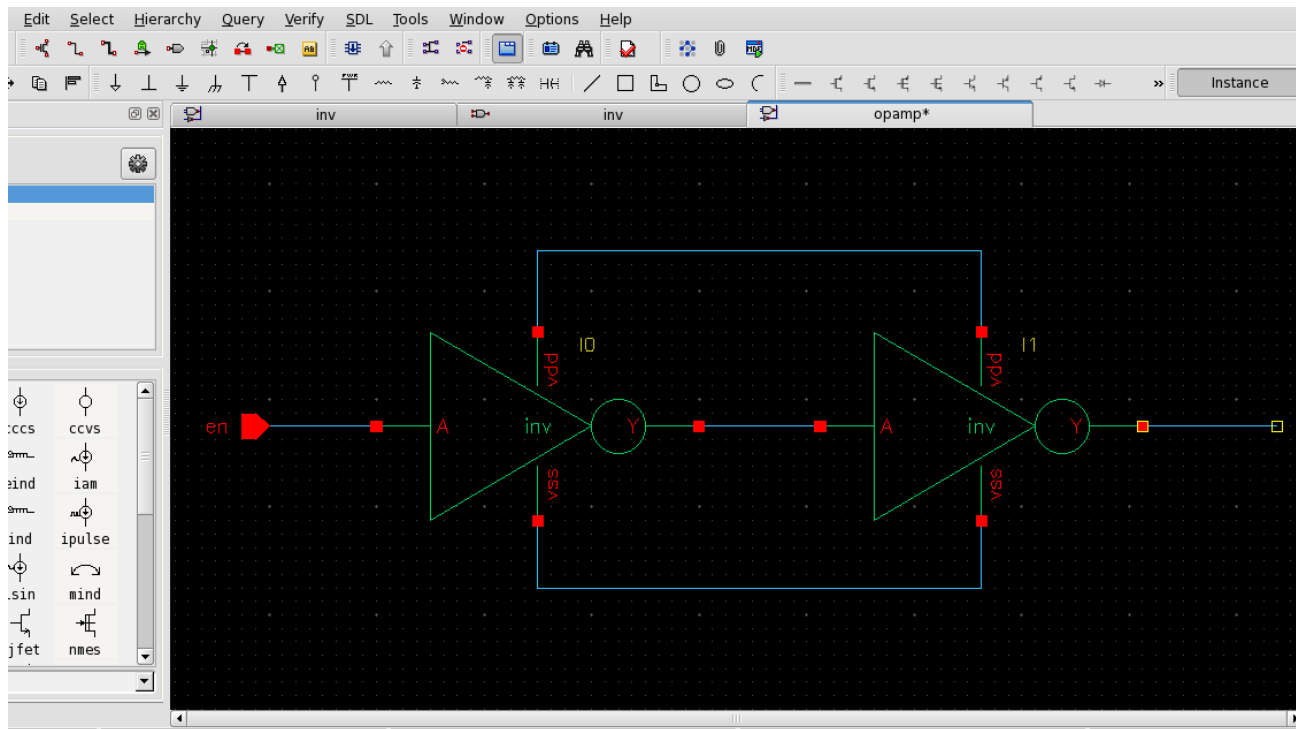 Edit Select Hierarchy Query Verify SDL Tools Window Options Help
Instance
inv inv opamp*
I0 I1
vdd vdd
en A inv Y A inv Y
vss vss
cccs ccvs
eind iam
ind ipulse
sin mind
jfet nmes